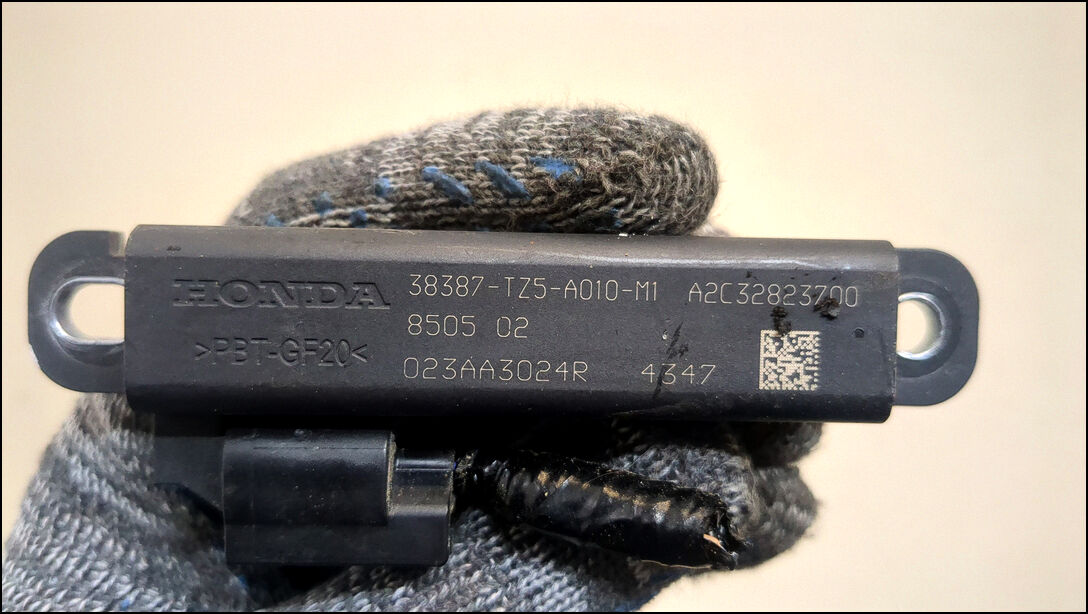 HONDA
>PBT-GF20<
38387-TZ5-A010-M1 A2C32823700
8505 02
023AA3024R 4347